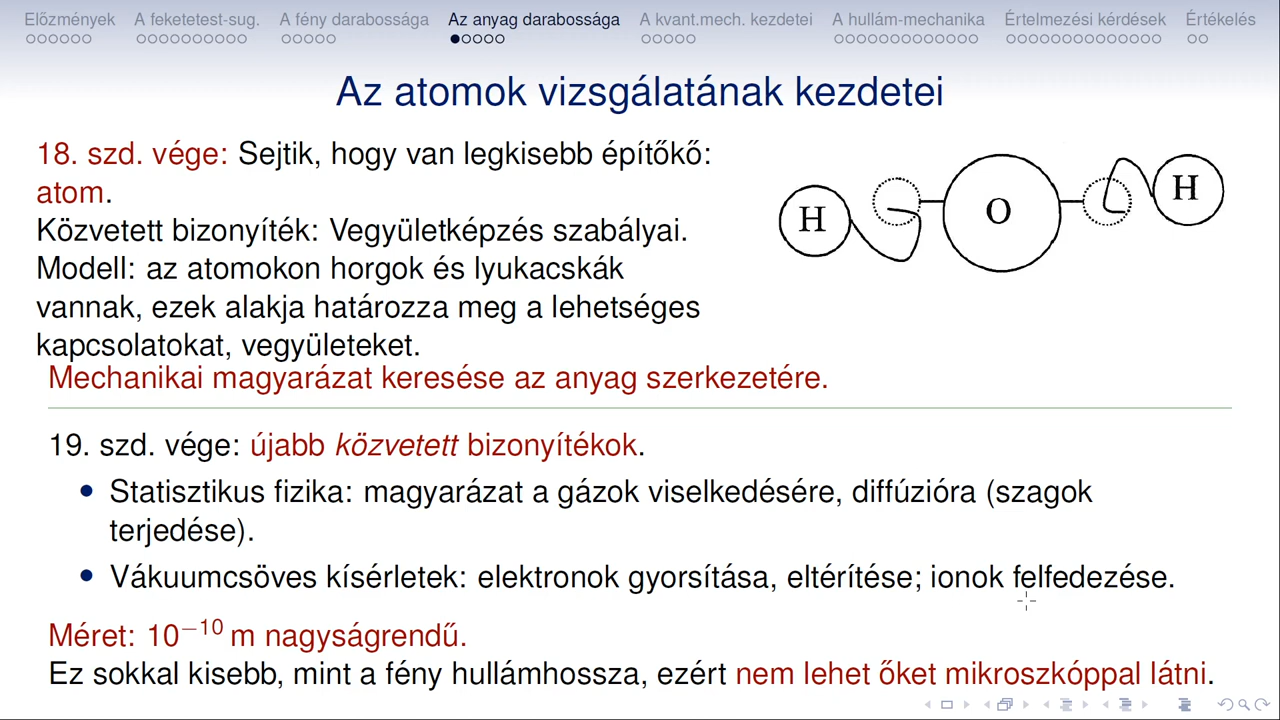 Előzmények A feketetest-sug. A fény darabossága Az anyag darabossága A kvant.mech. kezdetei A hullám-mechanika Értelmezési kérdések Értékelés
Az atomok vizsgálatának kezdetei
18. szd. vége: Sejtik, hogy van legkisebb építőkő:
atom.
Közvetett bizonyíték: Vegyületképzés szabályai.
Modell: az atomokon horgok és lyukacskák
vannak, ezek alakja határozza meg a lehetséges
kapcsolatokat, vegyületeket.
H O H
Mechanikai magyarázat keresése az anyag szerkezetére.
19. szd. vége: újabb közvetett bizonyítékok.
• Statisztikus fizika: magyarázat a gázok viselkedésére, diffúzióra (szagok
terjedése).
• Vákuumcsöves kísérletek: elektronok gyorsítása, eltérítése; ionok felfedezése.
Méret: 10⁻¹⁰ m nagyságrendű.
Ez sokkal kisebb, mint a fény hullámhossza, ezért nem lehet őket mikroszkóppal látni.